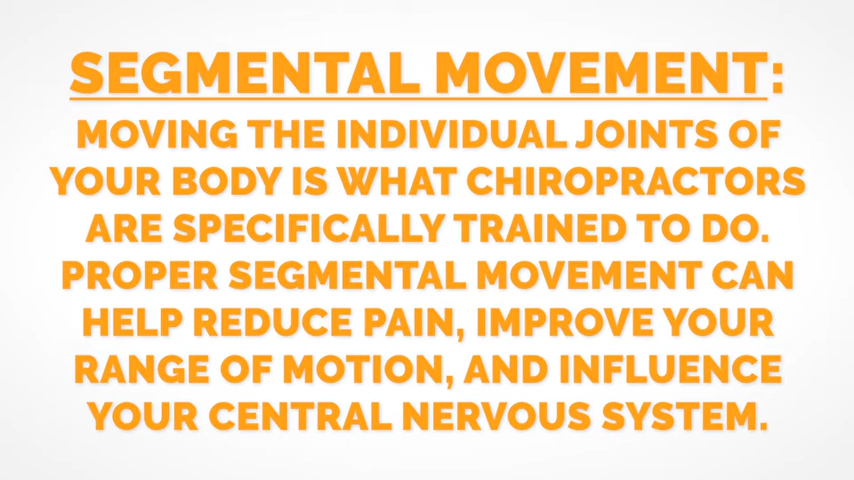 SEGMENTAL MOVEMENT:
MOVING THE INDIVIDUAL JOINTS OF
YOUR BODY IS WHAT CHIROPRACTORS
ARE SPECIFICALLY TRAINED TO DO.
PROPER SEGMENTAL MOVEMENT CAN
HELP REDUCE PAIN, IMPROVE YOUR
RANGE OF MOTION, AND INFLUENCE
YOUR CENTRAL NERVOUS SYSTEM.